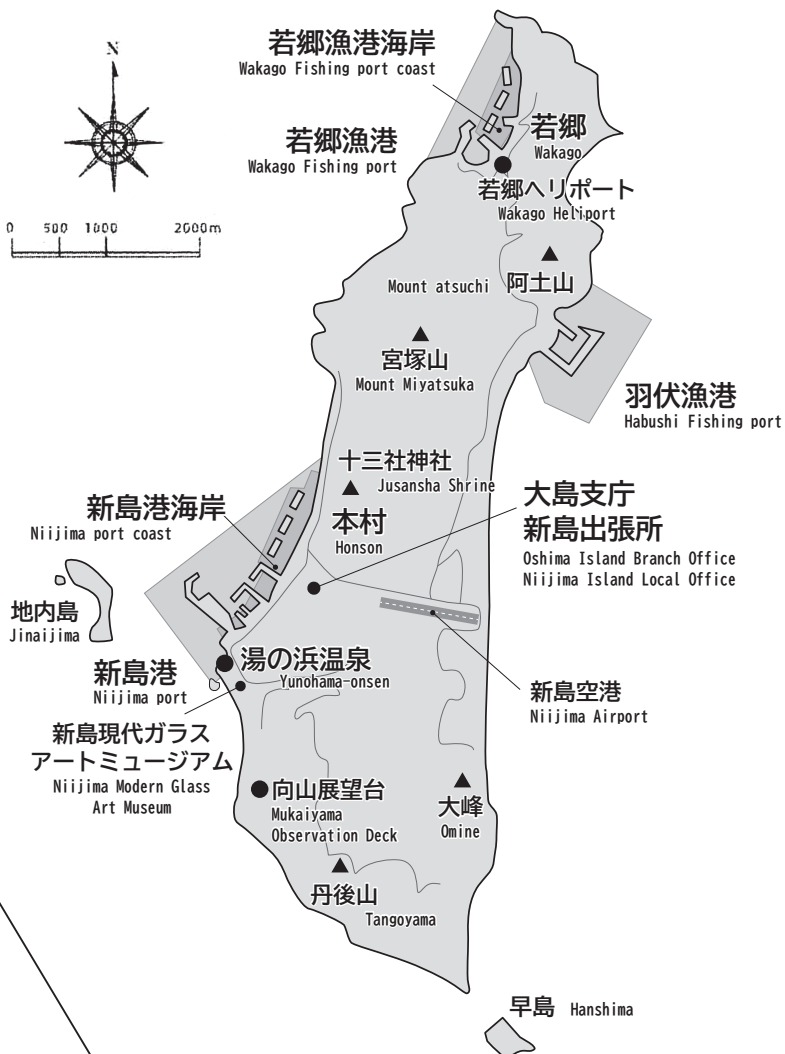 N
0 500 1000 2000m
若郷漁港海岸
Wakago Fishing port coast
若郷漁港
Wakago Fishing port
若郷
Wakago
若郷ヘリポート
Wakago Heliport
Mount atsuchi
阿土山
宮塚山
Mount Miyatsuka
羽伏漁港
Habushi Fishing port
十三社神社
Jusansha Shrine
本村
Honson
新島港海岸
Niijima port coast
大島支庁
新島出張所
Oshima Island Branch Office
Niijima Island Local Office
地内島
Jinaijima
新島港
Niijima port
湯の浜温泉
Yunohama-onsen
新島空港
Niijima Airport
新島現代ガラス
アートミュージアム
Niijima Modern Glass
Art Museum
向山展望台
Mukaiyama
Observation Deck
大峰
Omine
丹後山
Tangoyama
早島 Hanshima